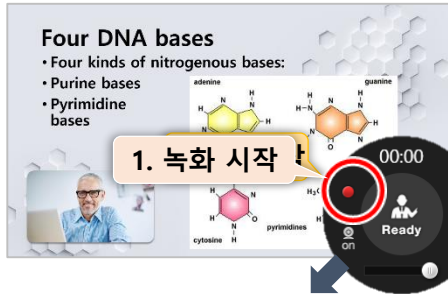 Four DNA bases
• Four kinds of nitrogenous bases:
• Purine bases
• Pyrimidine
bases
adenine
guanine
H
N
N
H
N
N
H
H
N
H
N
N
H
N
N
O
1. 녹화 시작
00:00
Ready
on
H
N
H
N
O
H
H₃C
cytosine
pyrimidines